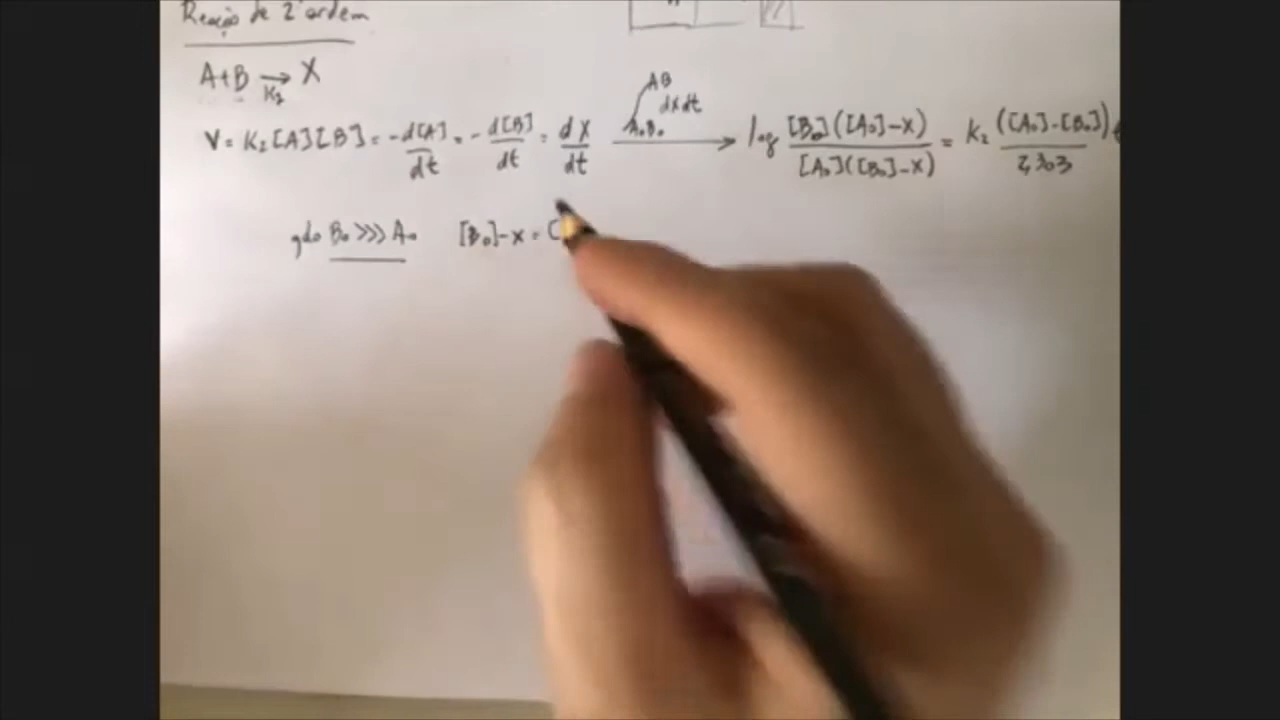 Reação de 2ª ordem
A+B → X
K₂
V = K₂[A][B] = -d[A]/dt = -d[B]/dt = dX/dt ∫ A₀B₀ AB dxdt → log [B₀]([A₀]-X)/[A₀]([B₀]-X) = K₂ ([A₀]-[B₀])/2,303 t
qdo B₀ >>> A₀ [B₀]-X = C